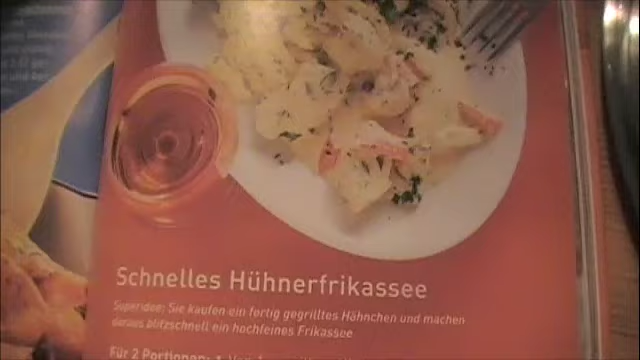 Schnelles Hühnerfrikassee
Superidee: Sie kaufen ein fertig gegrilltes Hähnchen und machen
daraus blitzschnell ein hochfeines Frikassee
Für 2 Portionen: 1